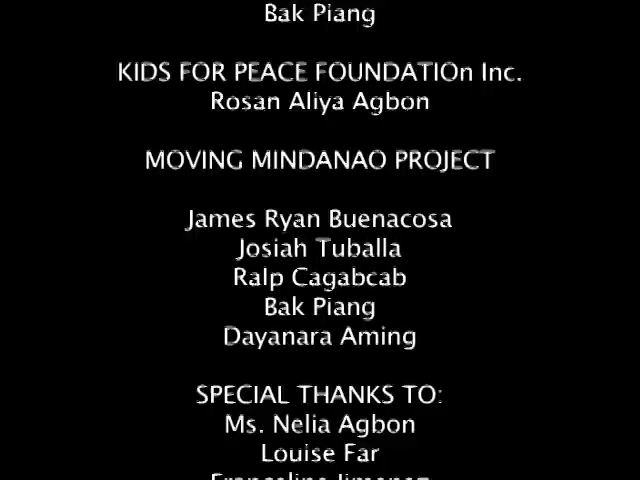 Bak Piang
KIDS FOR PEACE FOUNDATIOn Inc.
Rosan Aliya Agbon
MOVING MINDANAO PROJECT
James Ryan Buenacosa
Josiah Tuballa
Ralp Cagabcab
Bak Piang
Dayanara Aming
SPECIAL THANKS TO:
Ms. Nelia Agbon
Louise Far